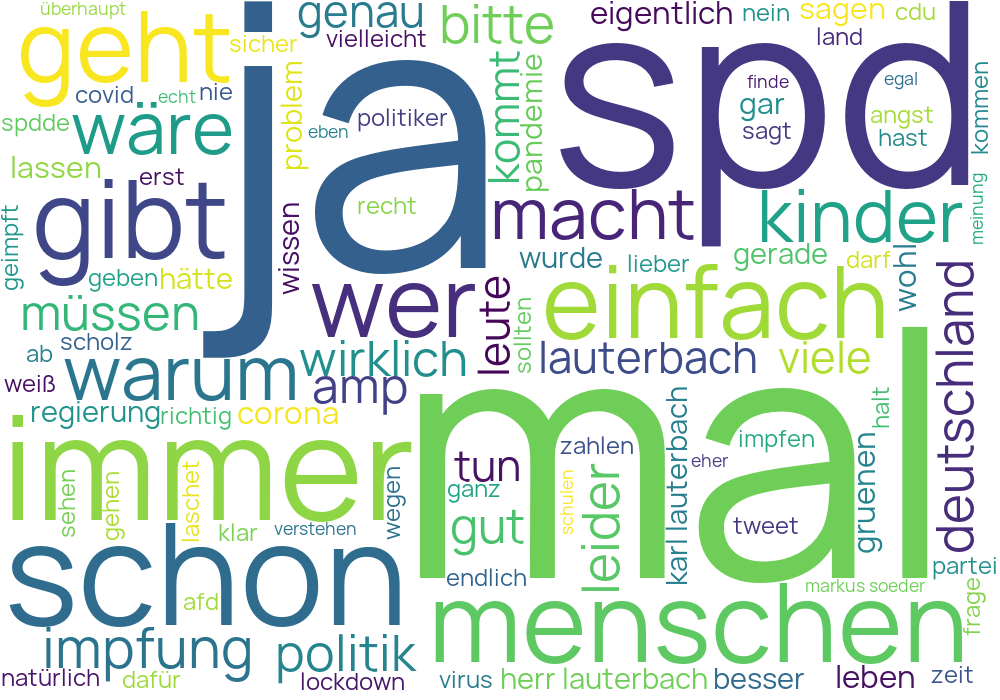 überhaupt
geht
ja
genau
bitte
eigentlich
nein
sagen
cdu
sicher
vielleicht
land
spd
covid
echt
nie
problem
kommt
pandemie
finde
egal
kommen
spdde
wäre
eben
politiker
gar
sagt
angst
hast
lassen
erst
gibt
recht
macht
kinder
meinung
geimpft
geben
hätte
wissen
wurde
lieber
gerade
darf
wohl
müssen
wer
leute
sollten
einfach
deutschland
ab
scholz
warum
wirklich
lauterbach
viele
weiß
amp
regierung
richtig
corona
mal
karl lauterbach
halt
immer
tun
zahlen
eher
impfen
gruenen
sehen
gehen
laschet
klar
verstehen
wegen
ganz
gut
schulen
leider
tweet
schon
endlich
partei
afd
menschen
markus soeder
frage
impfung
politik
natürlich
dafür
lockdown
virus
herr lauterbach
besser
leben
zeit